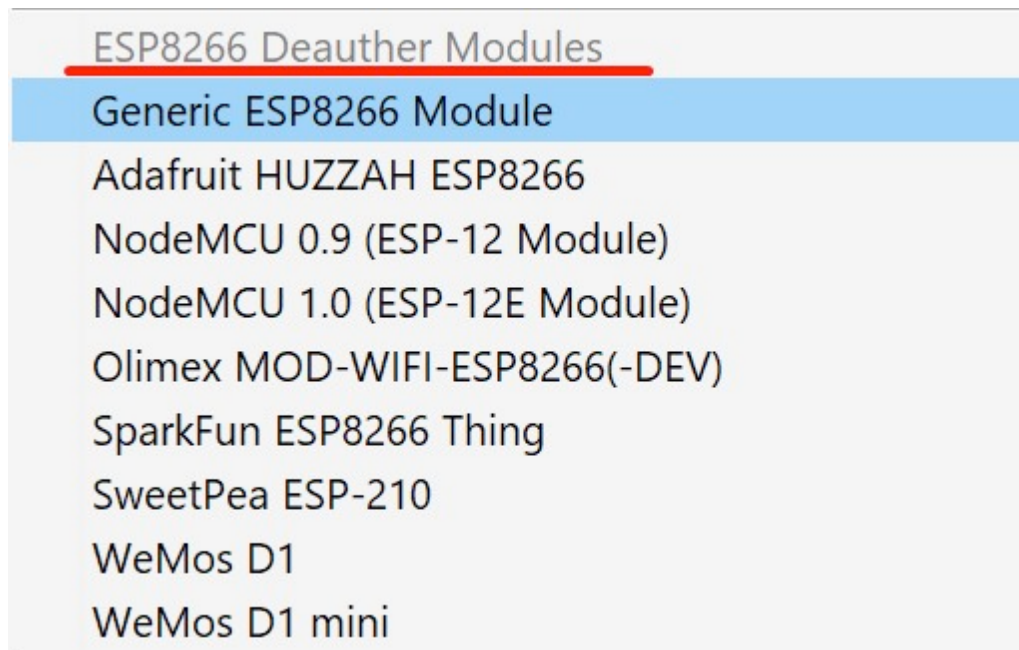 ESP8266 Deauther Modules
Generic ESP8266 Module
Adafruit HUZZAH ESP8266
NodeMCU 0.9 (ESP-12 Module)
NodeMCU 1.0 (ESP-12E Module)
Olimex MOD-WIFI-ESP8266(-DEV)
SparkFun ESP8266 Thing
SweetPea ESP-210
WeMos D1
WeMos D1 mini